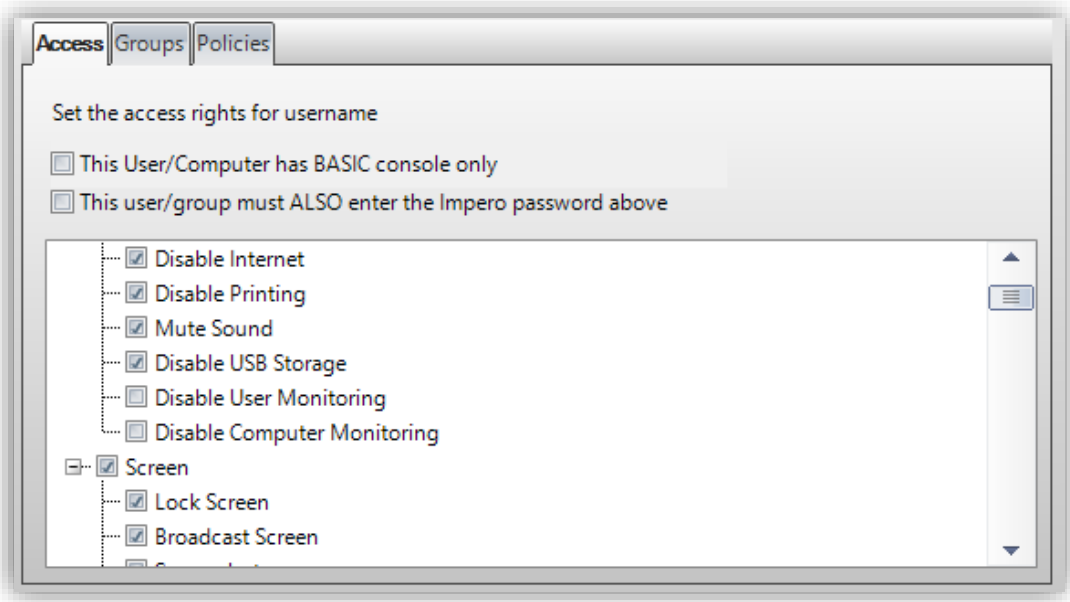 Access Groups Policies
Set the access rights for username
This User/Computer has BASIC console only
This user/group must ALSO enter the Impero password above
Disable Internet
Disable Printing
Mute Sound
Disable USB Storage
Disable User Monitoring
Disable Computer Monitoring
Screen
Lock Screen
Broadcast Screen